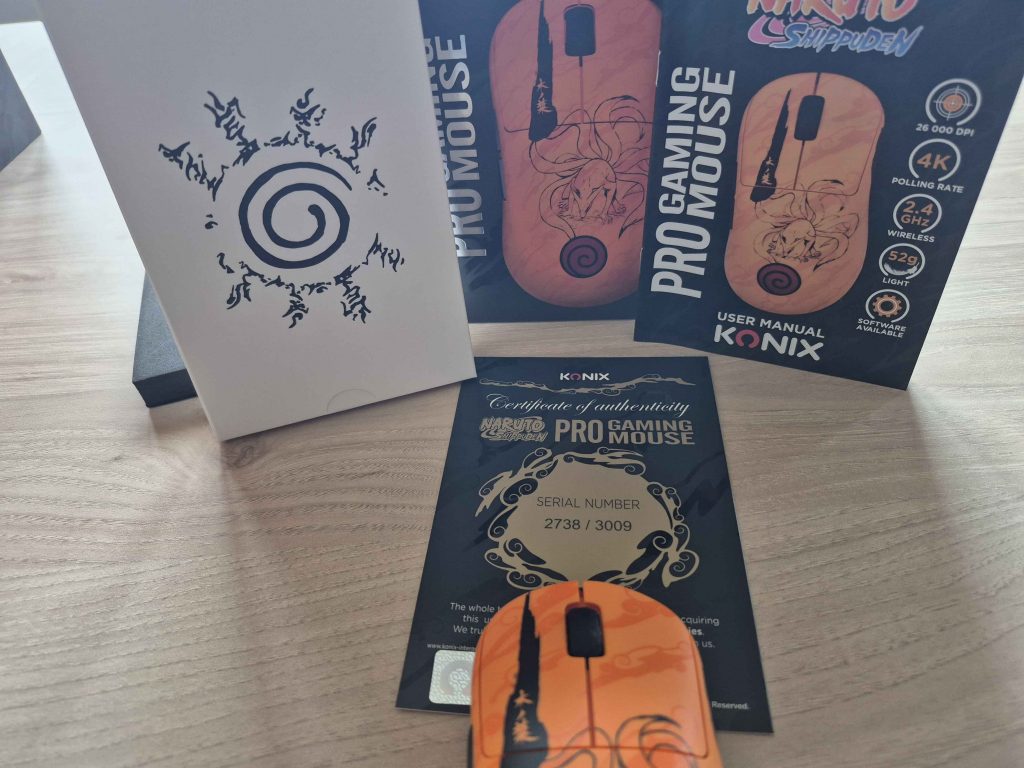 PRO GAMING
MOUSE
NARUTO
SHIPPUDEN
PRO GAMING
MOUSE
26 000 DPI
4K
POLLING RATE
2.4
GHz
WIRELESS
52g
LIGHT
SOFTWARE
AVAILABLE
USER MANUAL
KONIX
KONIX
Certificate of authenticity
NARUTO
SHIPPUDEN
PRO GAMING
MOUSE
SERIAL NUMBER
2738 / 3009
The whole
this
acquiring
We
us.
Reserved.